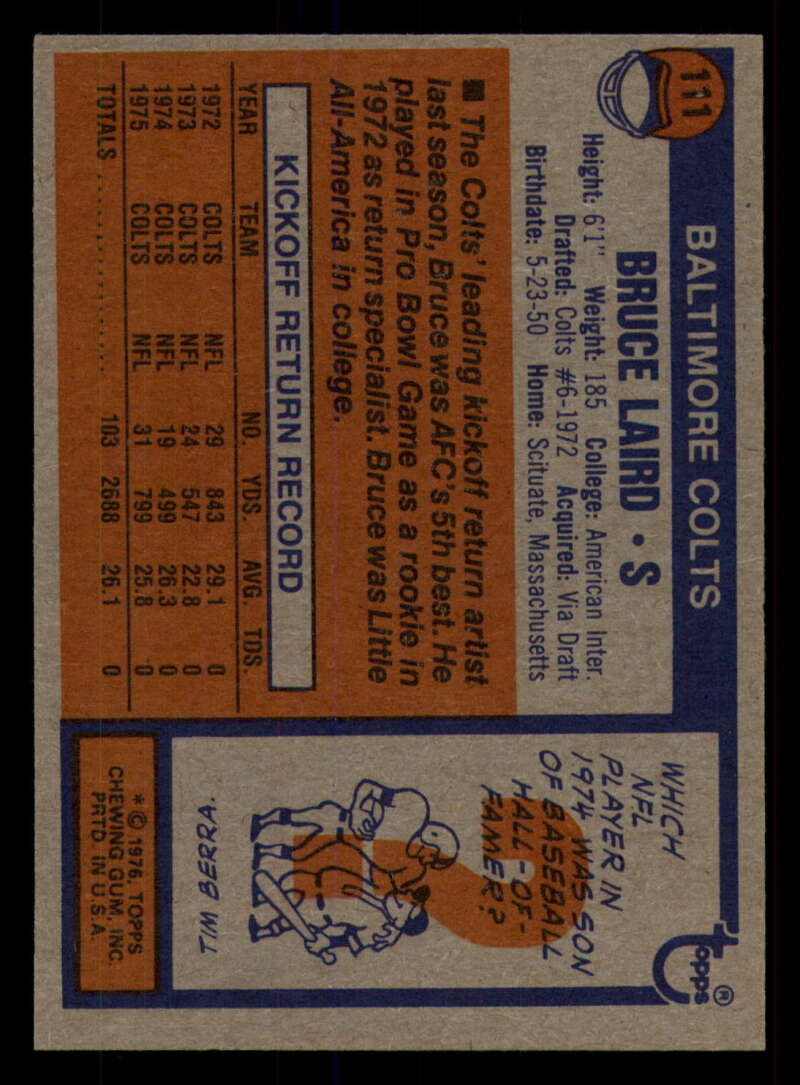 111
BALTIMORE COLTS
BRUCE LAIRD • S
Height: 6'1" Weight: 185 College: American Inter.
Drafted: Colts #6-1972 Acquired: Via Draft
Birthdate: 5-23-50 Home: Scituate, Massachusetts
■ The Colts' leading kickoff return artist
last season, Bruce was AFC's 5th best. He
played in Pro Bowl Game as a rookie in
1972 as return specialist. Bruce was Little
All-America in college.
KICKOFF RETURN RECORD
YEAR TEAM NO. YDS. AVG. TDS.
1972 COLTS NFL 29 843 29.1 0
1973 COLTS NFL 24 547 22.8 0
1974 COLTS NFL 19 499 26.3 0
1975 COLTS NFL 31 799 25.8 0
TOTALS 103 2688 26.1 0
topps®
WHICH
NFL
PLAYER IN
1974 WAS SON
OF BASEBALL
HALL-OF-
FAMER?
TIM BERRA.
* © 1976, TOPPS
CHEWING GUM, INC.
PRTD. IN U.S.A.